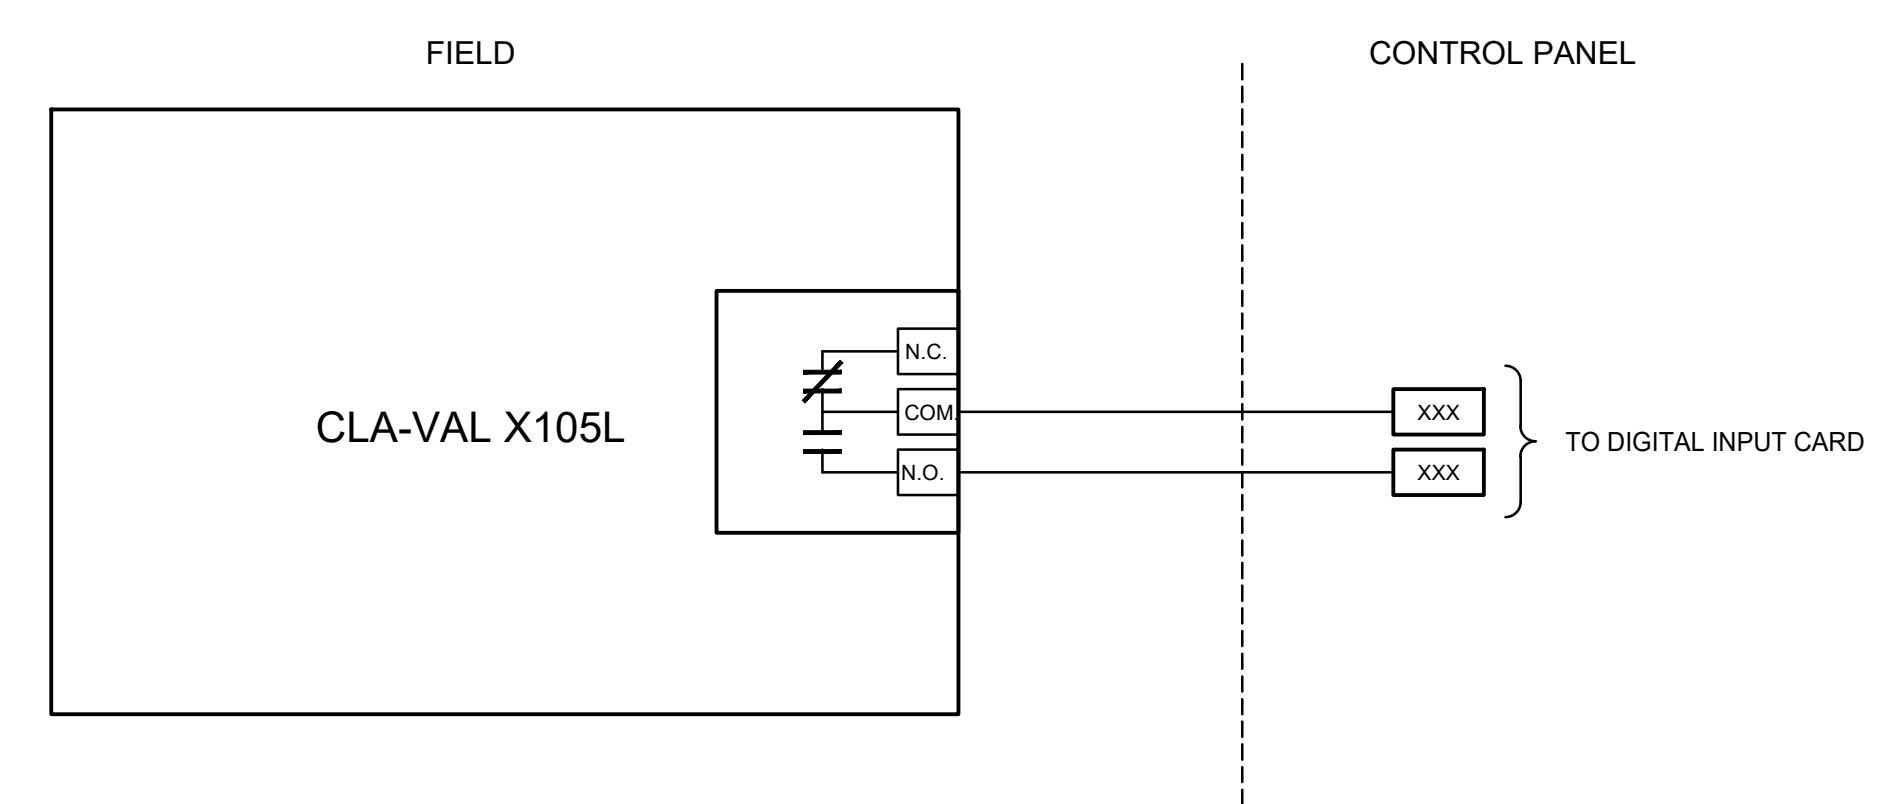 FIELD
CONTROL PANEL
N.C.
CLA-VAL X105L
COM.
XXX
TO DIGITAL INPUT CARD
N.O.
XXX